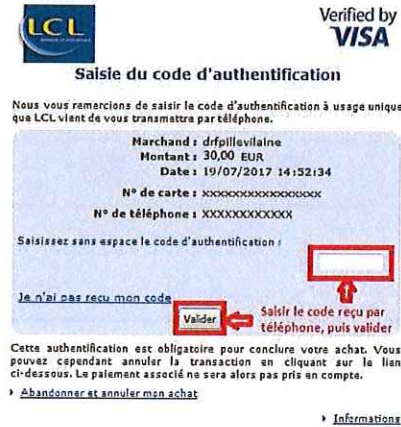 LCL
Verified by
VISA
Saisie du code d'authentification
Nous vous remercions de saisir le code d'authentification à usage unique
que LCL vient de vous transmettre par téléphone.
Marchand : drfpillevilaine
Montant : 30,00 EUR
Date : 19/07/2017 14:52:34
N° de carte : XXXXXXXXXXXXXXXX
N° de téléphone : XXXXXXXXXXXX
Saisissez sans espace le code d'authentification :
Je n'ai pas reçu mon code
Valider
Saisir le code reçu par
téléphone, puis valider
Cette authentification est obligatoire pour conclure votre achat. Vous
pouvez cependant annuler la transaction en cliquant sur le lien
ci-dessous. Le paiement associé ne sera alors pas pris en compte.
Abandonner et annuler mon achat
Informations